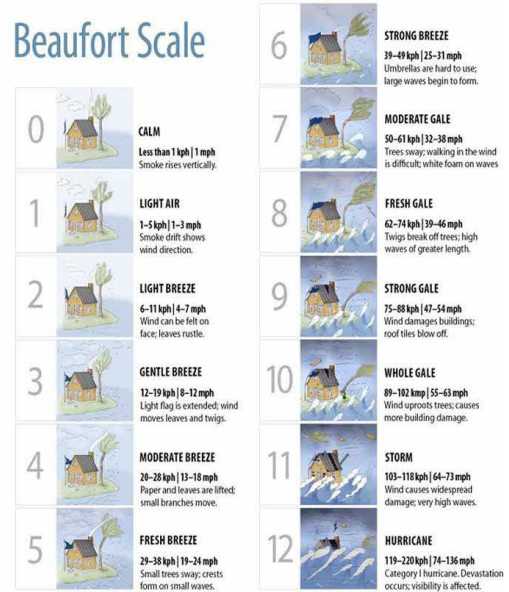 Beaufort Scale
0
CALM
Less than 1 kph | 1 mph
Smoke rises vertically.
1
LIGHT AIR
1–5 kph | 1–3 mph
Smoke drift shows
wind direction.
2
LIGHT BREEZE
6–11 kph | 4–7 mph
Wind can be felt on
face; leaves rustle.
3
GENTLE BREEZE
12–19 kph | 8–12 mph
Light flag is extended; wind
moves leaves and twigs.
4
MODERATE BREEZE
20–28 kph | 13–18 mph
Paper and leaves are lifted;
small branches move.
5
FRESH BREEZE
29–38 kph | 19–24 mph
Small trees sway; crests
form on small waves.
6
STRONG BREEZE
39–49 kph | 25–31 mph
Umbrellas are hard to use;
large waves begin to form.
7
MODERATE GALE
50–61 kph | 32–38 mph
Trees sway; walking in the wind
is difficult; white foam on waves
8
FRESH GALE
62–74 kph | 39–46 mph
Twigs break off trees; high
waves of greater length.
9
STRONG GALE
75–88 kph | 47–54 mph
Wind damages buildings;
roof tiles blow off.
10
WHOLE GALE
89–102 kmp | 55–63 mph
Wind uproots trees; causes
more building damage.
11
STORM
103–118 kph | 64–73 mph
Wind causes widespread
damage; very high waves.
12
HURRICANE
119–220 kph | 74–136 mph
Category I hurricane. Devastation
occurs; visibility is affected.